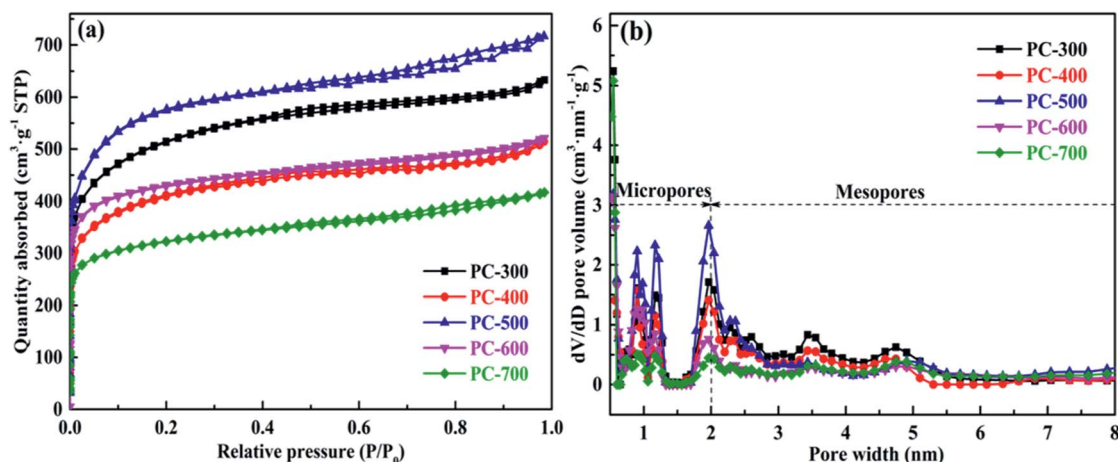 (a)
Quantity absorbed (cm³·g⁻¹ STP)
700
600
500
400
300
200
100
0
PC-300
PC-400
PC-500
PC-600
PC-700
0.0 0.2 0.4 0.6 0.8 1.0
Relative pressure (P/P₀)
(b)
dV/dD pore volume (cm³·nm⁻¹·g⁻¹)
6
5
4
3
2
1
0
PC-300
PC-400
PC-500
PC-600
PC-700
Micropores Mesopores
1 2 3 4 5 6 7 8
Pore width (nm)